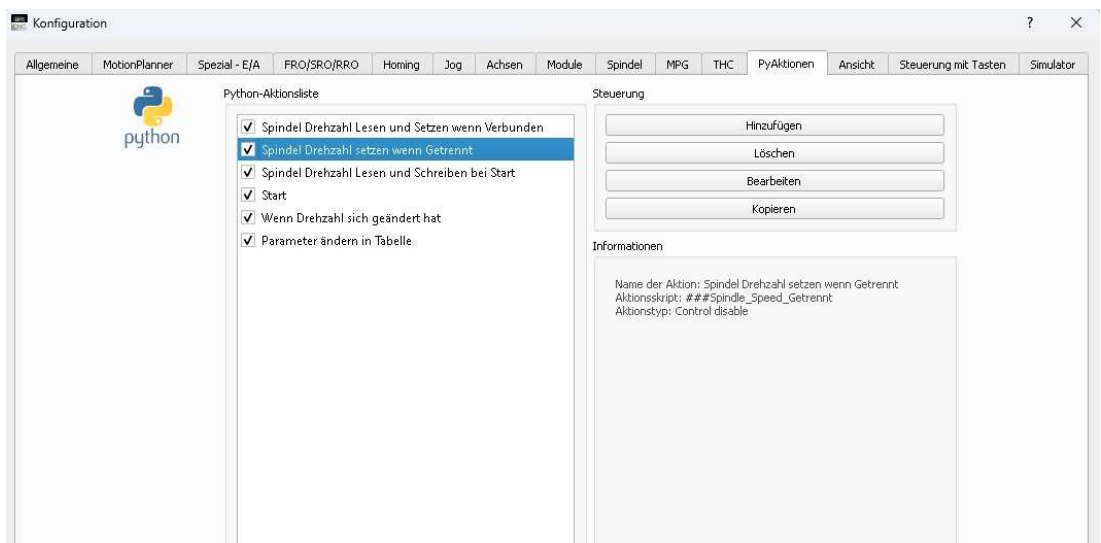 Konfiguration
?
Allgemeine
MotionPlanner
Spezial - E/A
FRO/SRO/RRO
Homing
Jog
Achsen
Module
Spindel
MPG
THC
PyAktionen
Ansicht
Steuerung mit Tasten
Simulator
python
Python-Aktionsliste
Spindel Drehzahl Lesen und Setzen wenn Verbunden
Spindel Drehzahl setzen wenn Getrennt
Spindel Drehzahl Lesen und Schreiben bei Start
Start
Wenn Drehzahl sich geändert hat
Parameter ändern in Tabelle
Steuerung
Hinzufügen
Löschen
Bearbeiten
Kopieren
Informationen
Name der Aktion: Spindel Drehzahl setzen wenn Getrennt
Aktionsskript: ###Spindle_Speed_Getrennt
Aktionstyp: Control disable